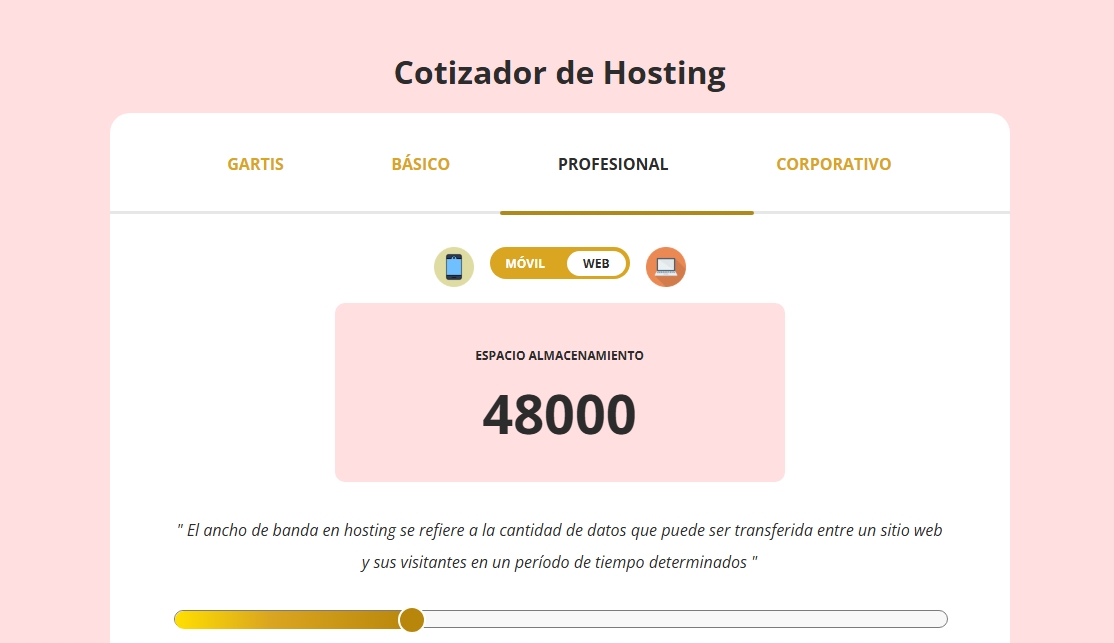 Cotizador de Hosting
GARTIS
BÁSICO
PROFESIONAL
CORPORATIVO
MÓVIL
WEB
ESPACIO ALMACENAMIENTO
48000
" El ancho de banda en hosting se refiere a la cantidad de datos que puede ser transferida entre un sitio web
y sus visitantes en un período de tiempo determinados "